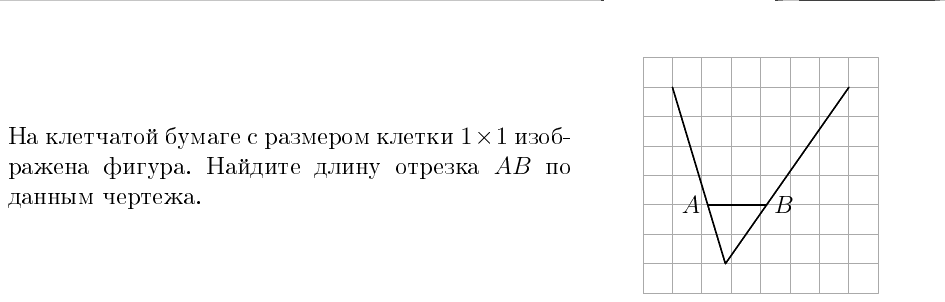 На клетчатой бумаге с размером клетки 1×1 изоб-
ражена фигура. Найдите длину отрезка AB по
данным чертежа.
A B